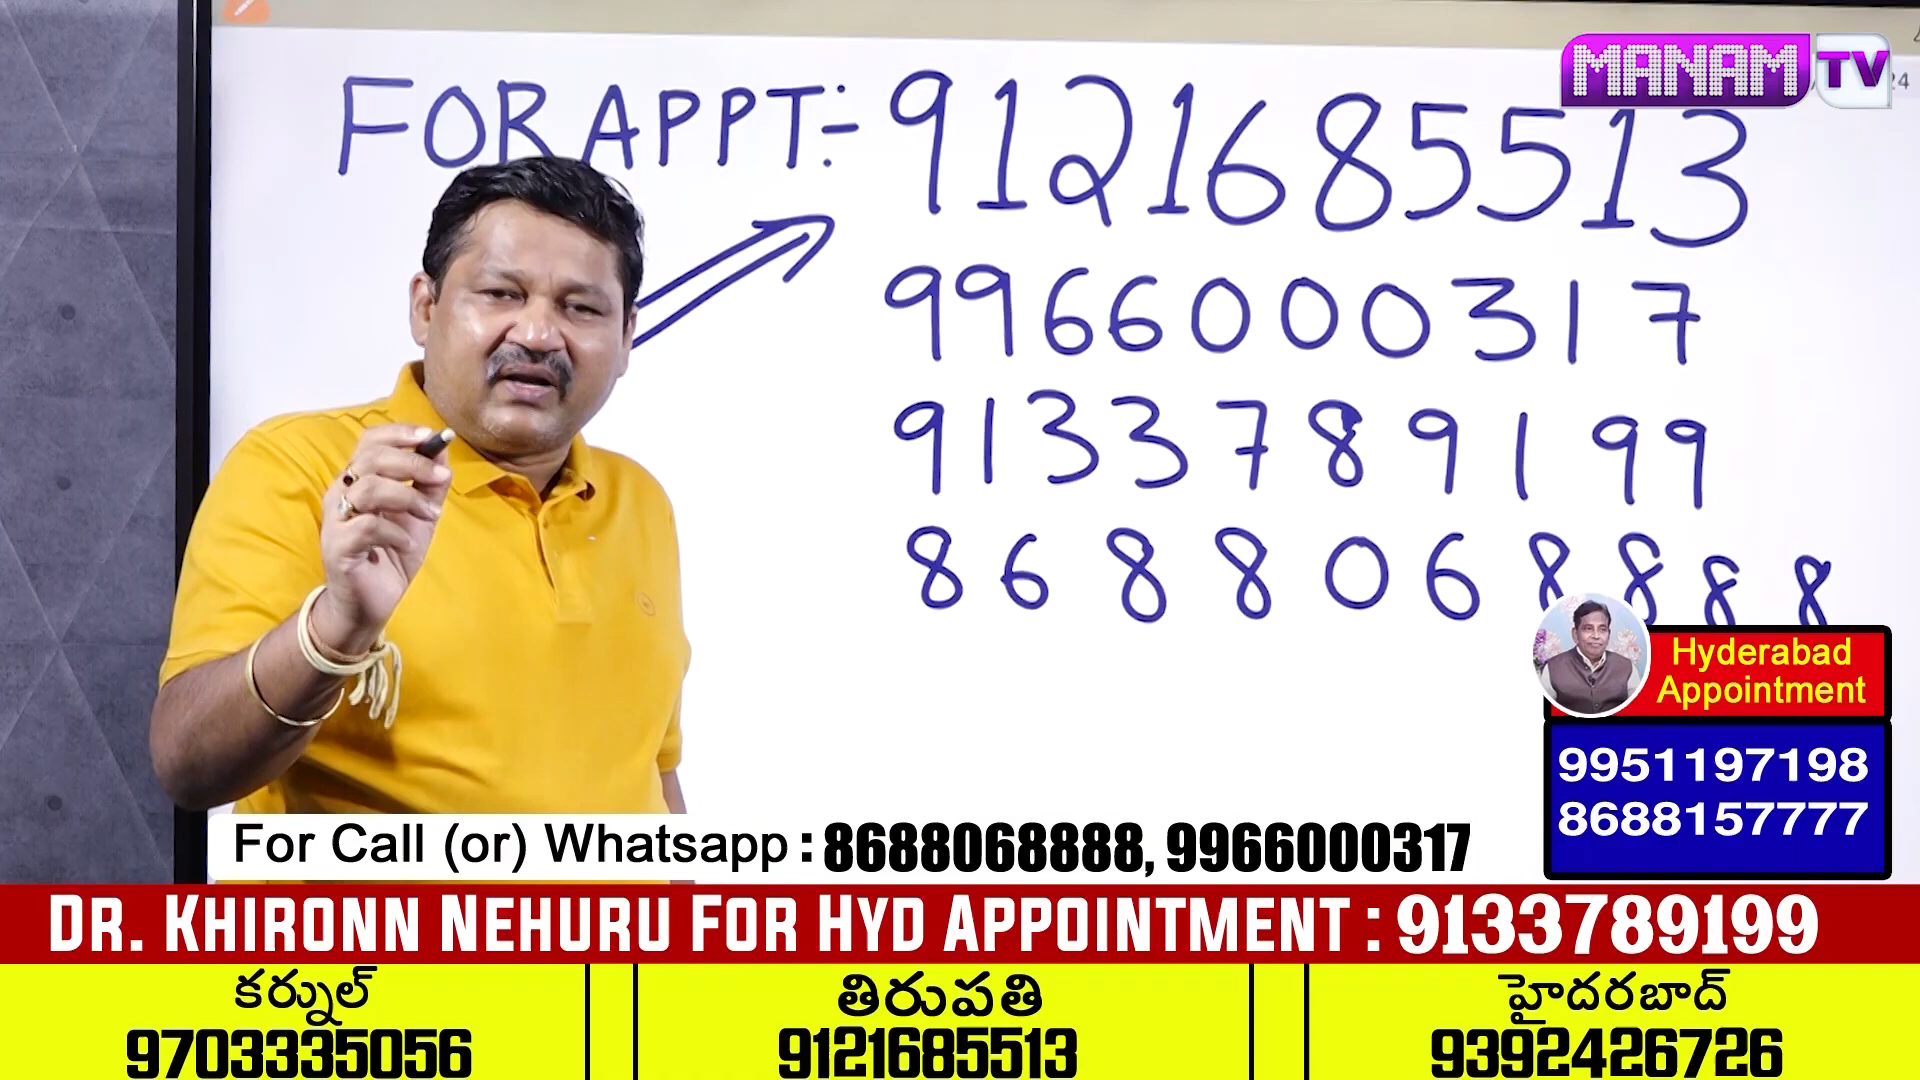 MANAM TV
24
FOR APPT:- 9121685513
9966000317
9133789199
8688068888
Hyderabad
Appointment
9951197198
8688157777
For Call (or) Whatsapp : 8688068888, 9966000317
DR. KHIRONN NEHURU FOR HYD APPOINTMENT : 9133789199
కర్నుల్
9703335056
తిరుపతి
9121685513
హైదరబాద్
9392426726